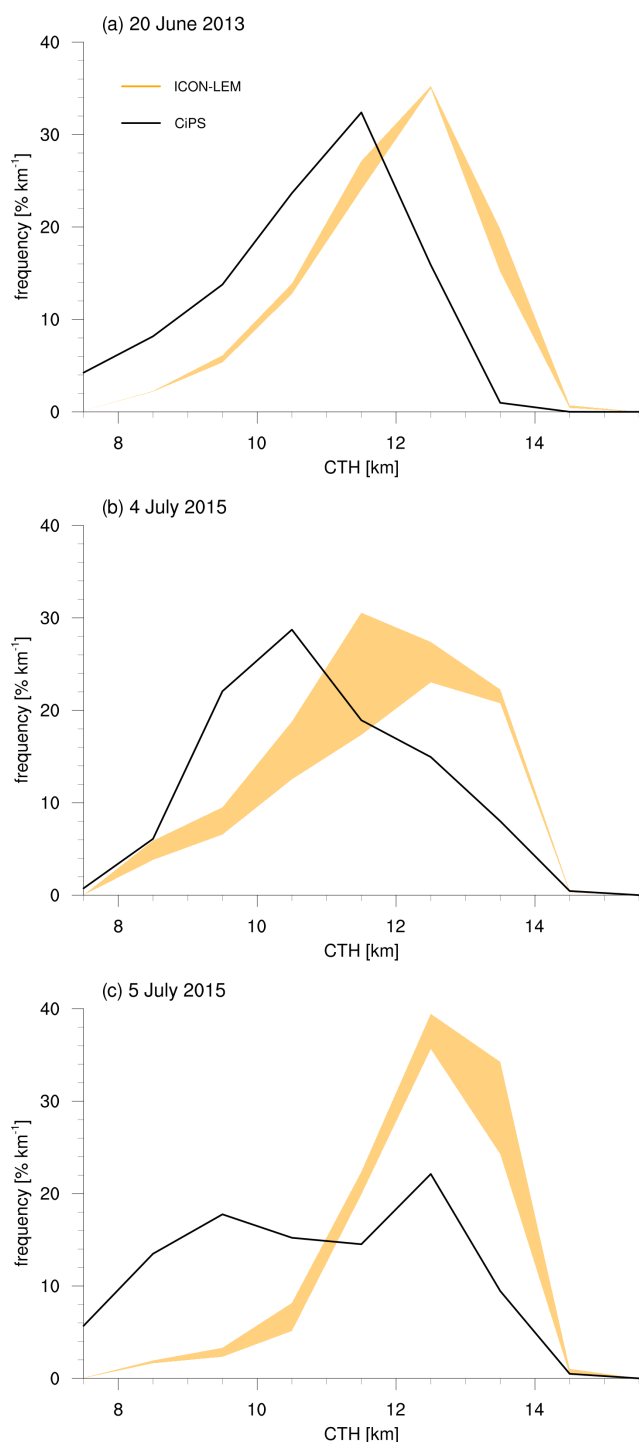 (a) 20 June 2013
40
ICON-LEM
CiPS
30
20
10
0
frequency [% km⁻¹]
8 10 12 14
CTH [km]
(b) 4 July 2015
40
30
20
10
0
frequency [% km⁻¹]
8 10 12 14
CTH [km]
(c) 5 July 2015
40
30
20
10
0
frequency [% km⁻¹]
8 10 12 14
CTH [km]